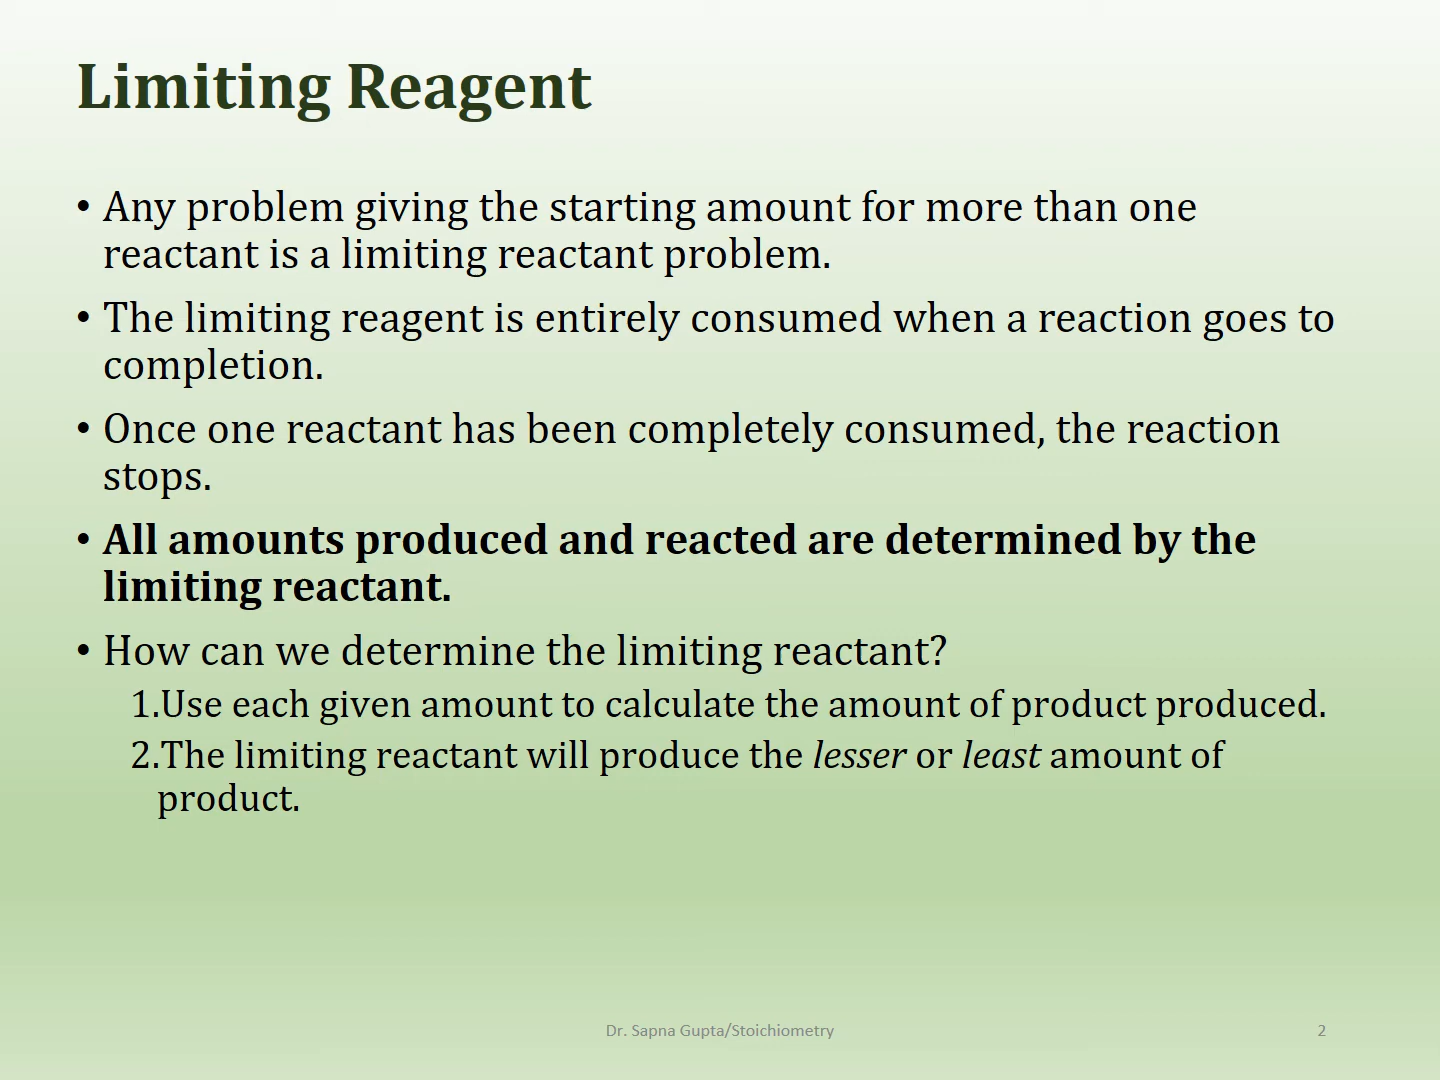 Limiting Reagent
• Any problem giving the starting amount for more than one
reactant is a limiting reactant problem.
• The limiting reagent is entirely consumed when a reaction goes to
completion.
• Once one reactant has been completely consumed, the reaction
stops.
• All amounts produced and reacted are determined by the
limiting reactant.
• How can we determine the limiting reactant?
1.Use each given amount to calculate the amount of product produced.
2.The limiting reactant will produce the lesser or least amount of
product.
Dr. Sapna Gupta/Stoichiometry
2